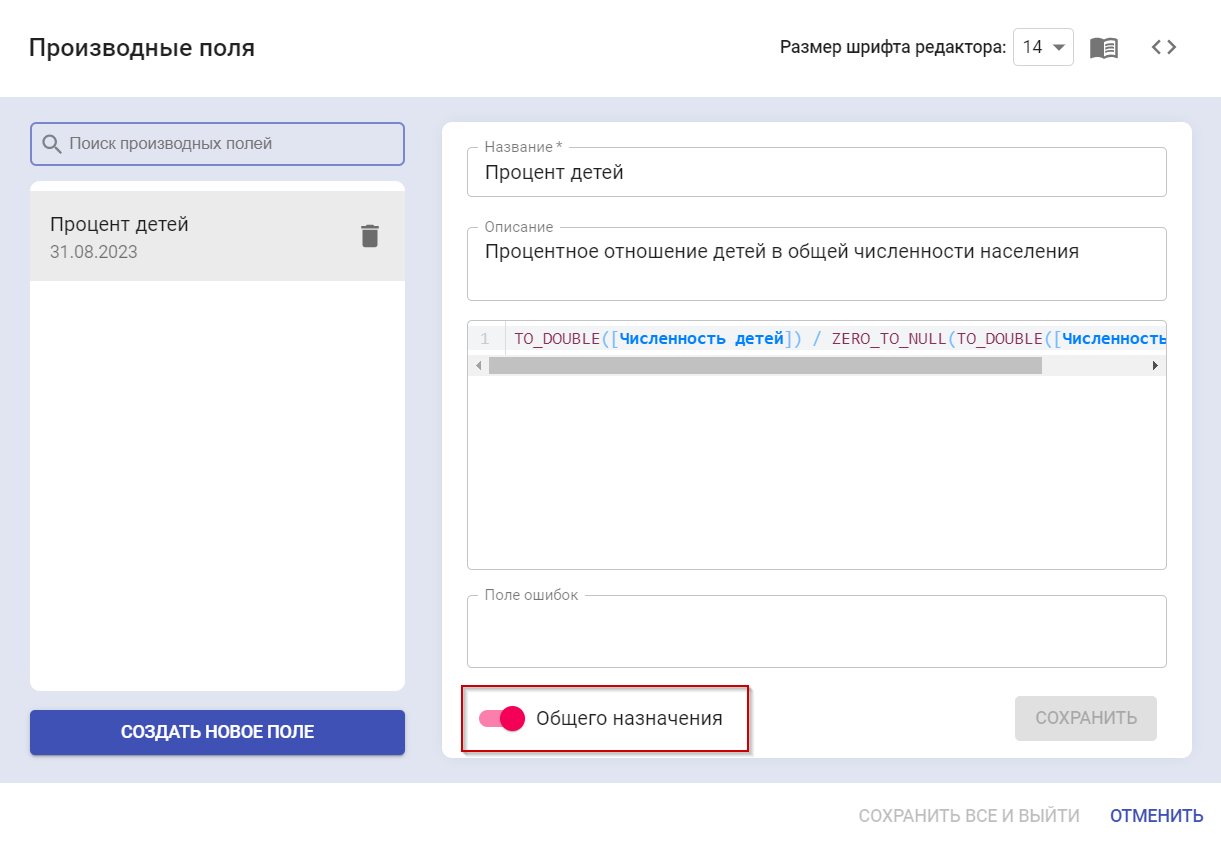 Производные поля
Размер шрифта редактора: 14
Поиск производных полей
Процент детей
31.08.2023
СОЗДАТЬ НОВОЕ ПОЛЕ
Название *
Процент детей
Описание
Процентное отношение детей в общей численности населения
1 TO_DOUBLE([Численность детей]) / ZERO_TO_NULL(TO_DOUBLE([Численность
Поле ошибок
Общего назначения
СОХРАНИТЬ
СОХРАНИТЬ ВСЕ И ВЫЙТИ
ОТМЕНИТЬ